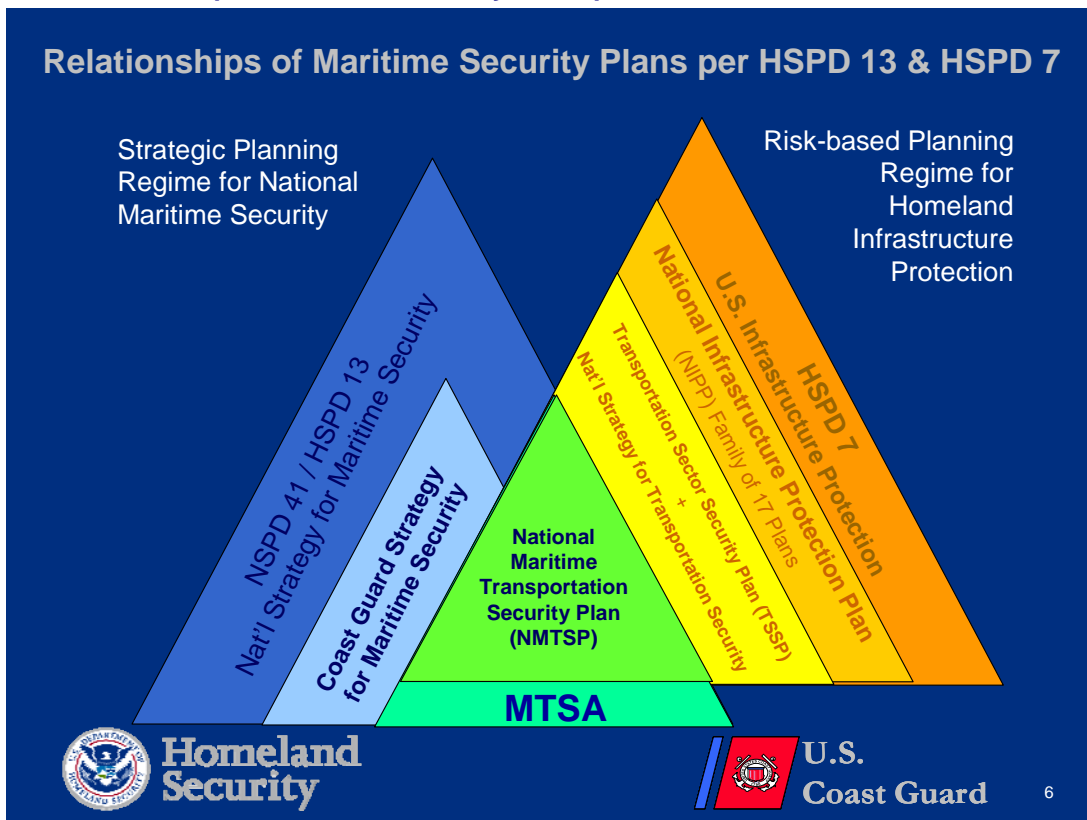 Relationships of Maritime Security Plans per HSPD 13 & HSPD 7
Strategic Planning
Regime for National
Maritime Security
Risk-based Planning
Regime for
Homeland
Infrastructure
Protection
NSPD 41 / HSPD 13
Nat'l Strategy for Maritime Security
Coast Guard Strategy
for Maritime Security
National
Maritime
Transportation
Security Plan
(NMTSP)
MTSA
Nat'l Strategy for Transportation Security
+
Transportation Sector Security Plan (TSSP)
(NIPP) Family of 17 Plans
National Infrastructure Protection Plan
U.S. Infrastructure Protection
HSPD 7
Homeland
Security
U.S.
Coast Guard
6